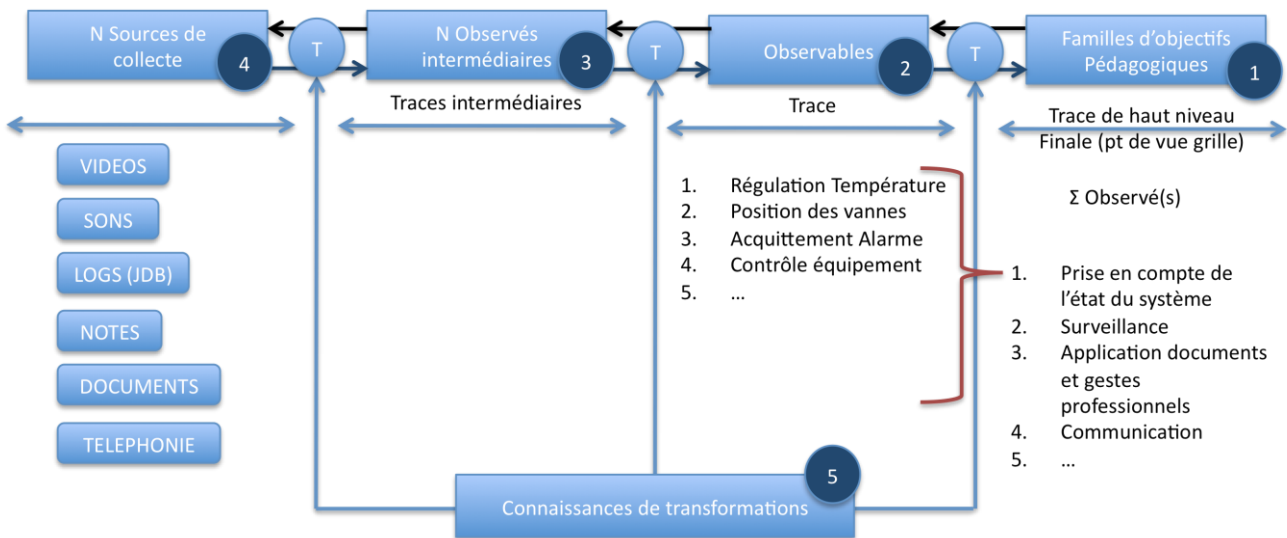 N Sources de
collecte
4
T
N Observés
intermédiaires
3
T
Observables
2
T
Familles d'objectifs
Pédagogiques
1
Traces intermédiaires
Trace
Trace de haut niveau
Finale (pt de vue grille)
VIDEOS
SONS
LOGS (JDB)
NOTES
DOCUMENTS
TELEPHONIE
1. Régulation Température
2. Position des vannes
3. Acquittement Alarme
4. Contrôle équipement
5. ...
Σ Observé(s)
1. Prise en compte de
l'état du système
2. Surveillance
3. Application documents
et gestes
professionnels
4. Communication
5. ...
5
Connaissances de transformations